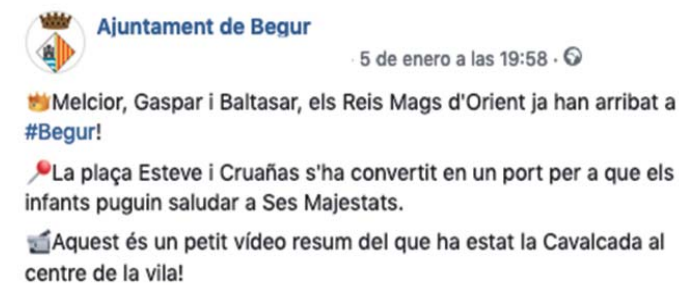 Ajuntament de Begur
5 de enero a las 19:58 ·
👑Melcior, Gaspar i Baltasar, els Reis Mags d'Orient ja han arribat a
#Begur!
📍La plaça Esteve i Cruañas s'ha convertit en un port per a que els
infants puguin saludar a Ses Majestats.
📹Aquest és un petit vídeo resum del que ha estat la Cavalcada al
centre de la vila!